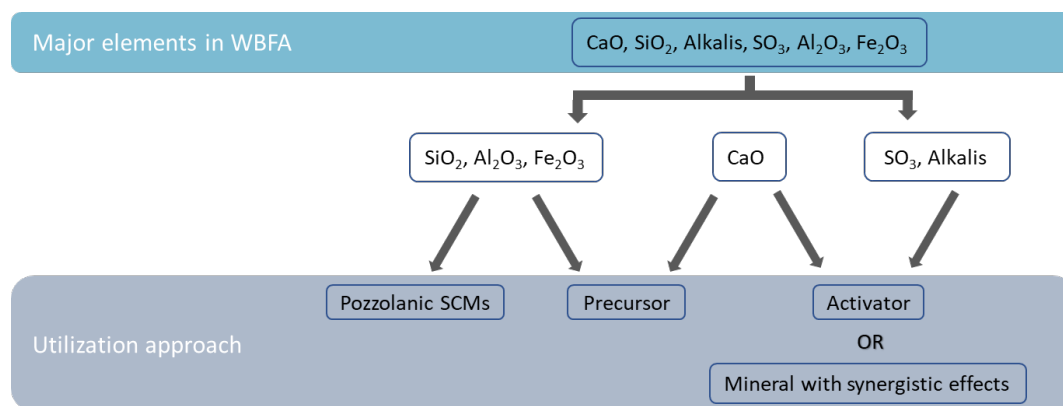 Major elements in WBFA
CaO, SiO₂, Alkalis, SO₃, Al₂O₃, Fe₂O₃
SiO₂, Al₂O₃, Fe₂O₃
CaO
SO₃, Alkalis
Pozzolanic SCMs
Precursor
Activator
Utilization approach
OR
Mineral with synergistic effects